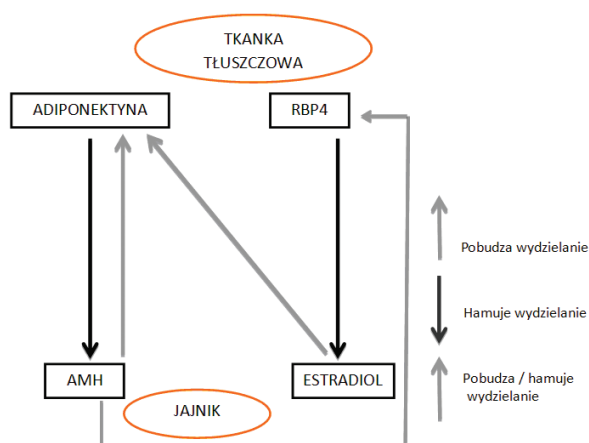 TKANKA
TŁUSZCZOWA
ADIPONEKTYNA
RBP4
Pobudza wydzielanie
Hamuje wydzielanie
Pobudza / hamuje
wydzielanie
AMH
ESTRADIOL
JAJNIK